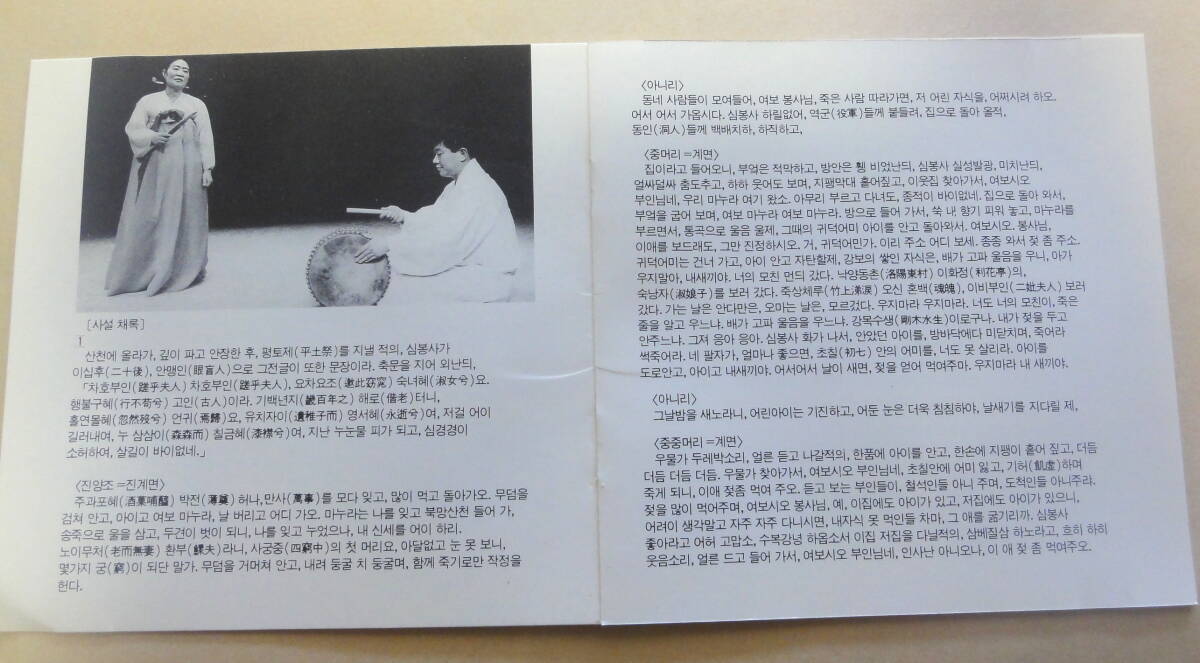 [사설 채록]
1
산천에 올라가, 깊이 파고 안장한 후, 평토제(平土祭)를 지낼 적의, 심봉사가
이십후(二十後), 안맹인(眼盲人)으로 그전글이 또한 문장이라. 축문을 지어 외난듸,
「차호부인(蹉乎夫人) 차호부인(蹉乎夫人), 요차요조(邀此窈窕) 숙녀혜(淑女兮)요.
행불구혜(行不苟兮) 고인(古人)이라. 기백년지(畿百年之) 해로(偕老)터니,
홀연몰혜(忽然歿兮) 언귀(焉歸)요, 유치자이(遺稚子而) 영서혜(永逝兮)여, 저걸 어이
길러내며, 누 삼삼이(森森而) 칠금혜(漆襟兮)여, 지난 누눈물 피가 되고, 심경경이
소허하여, 살길이 바이없네.」
〈진양조 =진계면〉
주과포혜(酒菓哺醯) 박전(薄奠) 허나, 만사(萬事)를 모다 잊고, 많이 먹고 돌아가오. 무덤을
검쳐 안고, 아이고 여보 마누라, 날 버리고 어디 가오. 마누라는 나를 잊고 북망산천 들어 가,
송죽으로 울을 삼고, 두견이 벗이 되니, 나를 잊고 누었으나, 내 신세를 어이 하리.
노이무처(老而無妻) 환부(鰥夫)라니, 사궁중(四窮中)의 첫 머리요, 아달없고 눈 못 보니,
몇가지 궁(窮)이 되단 말가. 무덤을 거머쳐 안고, 내려 둥굴 치 둥굴며, 함께 죽기로만 작정을
헌다.
〈아니리〉
동네 사람들이 모여들어, 여보 봉사님, 죽은 사람 따라가면, 저 어린 자식을, 어쩌시려 하오.
어서 어서 가옵시다. 심봉사 하릴없어, 역군(役軍)들께 붙들려, 집으로 돌아 올적,
동인(洞人)들께 백배치하, 하직하고,
〈중머리 =계면〉
집이라고 들어오니, 부엌은 적막하고, 방안은 휑 비었난듸, 심봉사 실성발광, 미치난듸,
얼싸덜싸 춤도추고, 하하 웃어도 보며, 지팽막대 흩어짚고, 이웃집 찾아가서, 여보시오
부인님네, 우리 마누라 여기 왔소. 아무리 부르고 다녀도, 종적이 바이없네. 집으로 돌아 와서,
부엌을 굽어 보며, 여보 마누라 여보 마누라. 방으로 들어 가서, 쑥 내 향기 피워 놓고, 마누라를
부르면서, 통곡으로 울음 울제, 그때의 귀덕어미 아이를 안고 돌아와서. 여보시오. 봉사님,
이애를 보드래도, 그만 진정하시오. 거, 귀덕어민가. 이리 주소 어디 보세. 종종 와서 젖 좀 주소.
귀덕어미는 건너 가고, 아이 안고 자탄할제, 강보의 쌓인 자식은, 배가 고파 울음을 우니, 아가
우지말아, 내새끼야. 너의 모친 먼듸 갔다. 낙양동촌(洛陽東村) 이화정(利花亭)의,
숙낭자(淑娘子)를 보러 갔다. 죽상체루(竹上涕淚) 오신 혼백(魂魄), 이비부인(二妣夫人) 보러
갔다. 가는 날은 안다만은, 오마는 날은, 모르겄다. 우지마라 우지마라. 너도 너의 모친이, 죽은
줄을 알고 우느냐. 배가 고파 울음을 우느냐. 강목수생(剛木水生)이로구나. 내가 젖을 두고
안주느냐. 그저 응아 응아. 심봉사 화가 나서, 안았던 아이를, 방바닥에다 미닫치며, 죽어라
썩죽어라. 네 팔자가, 얼마나 좋으면, 초칠(初七) 안의 어미를, 너도 못 살리라. 아이를
도로안고, 아이고 내새끼야. 어서어서 날이 새면, 젖을 얻어 먹여주마. 우지마라 내 새끼야.
〈아니리〉
그날밤을 새노라니, 어린아이는 기진하고, 어둔 눈은 더욱 침침하야, 날새기를 지다릴 제,
〈중중머리 =계면〉
우물가 두레박소리, 얼른 듣고 나갈적의, 한품에 아이를 안고, 한손에 지팽이 흩어 짚고, 더듬
더듬 더듬 더듬. 우물가 찾아가서, 여보시오 부인님네, 초칠안에 어미 잃고, 기허(飢虛)하며
죽게 되니, 이애 젖좀 먹여 주오. 듣고 보는 부인들이, 철석인들 아니 주며, 도척인들 아니주랴.
젖을 많이 먹여주며, 여보시오 봉사님, 예, 이집에도 아이가 있고, 저집에도 아이가 있으니,
어려이 생각말고 자주 자주 다니시면, 내자식 못 먹인들 차마, 그 애를 굶기리까. 심봉사
좋아라고 어허 고맙소, 수복강녕 하옵소서 이집 저집을 다닐적의, 삼베질삼 하노라고, 흐히 하히
웃음소리, 얼른 드고 들어 가서, 여보시오 부인님네, 인사난 아니오나, 이 애 젖 좀 먹여주오.